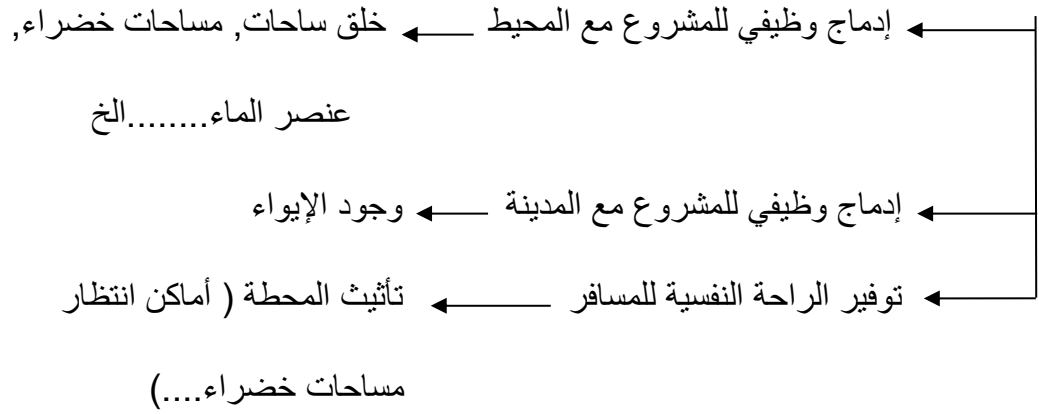 إدماج وظيفي للمشروع مع المحيط خلق ساحات, مساحات خضراء,
عنصر الماء........الخ
إدماج وظيفي للمشروع مع المدينة وجود الإيواء
توفير الراحة النفسية للمسافر تأثيث المحطة ( أماكن انتظار
مساحات خضراء....)